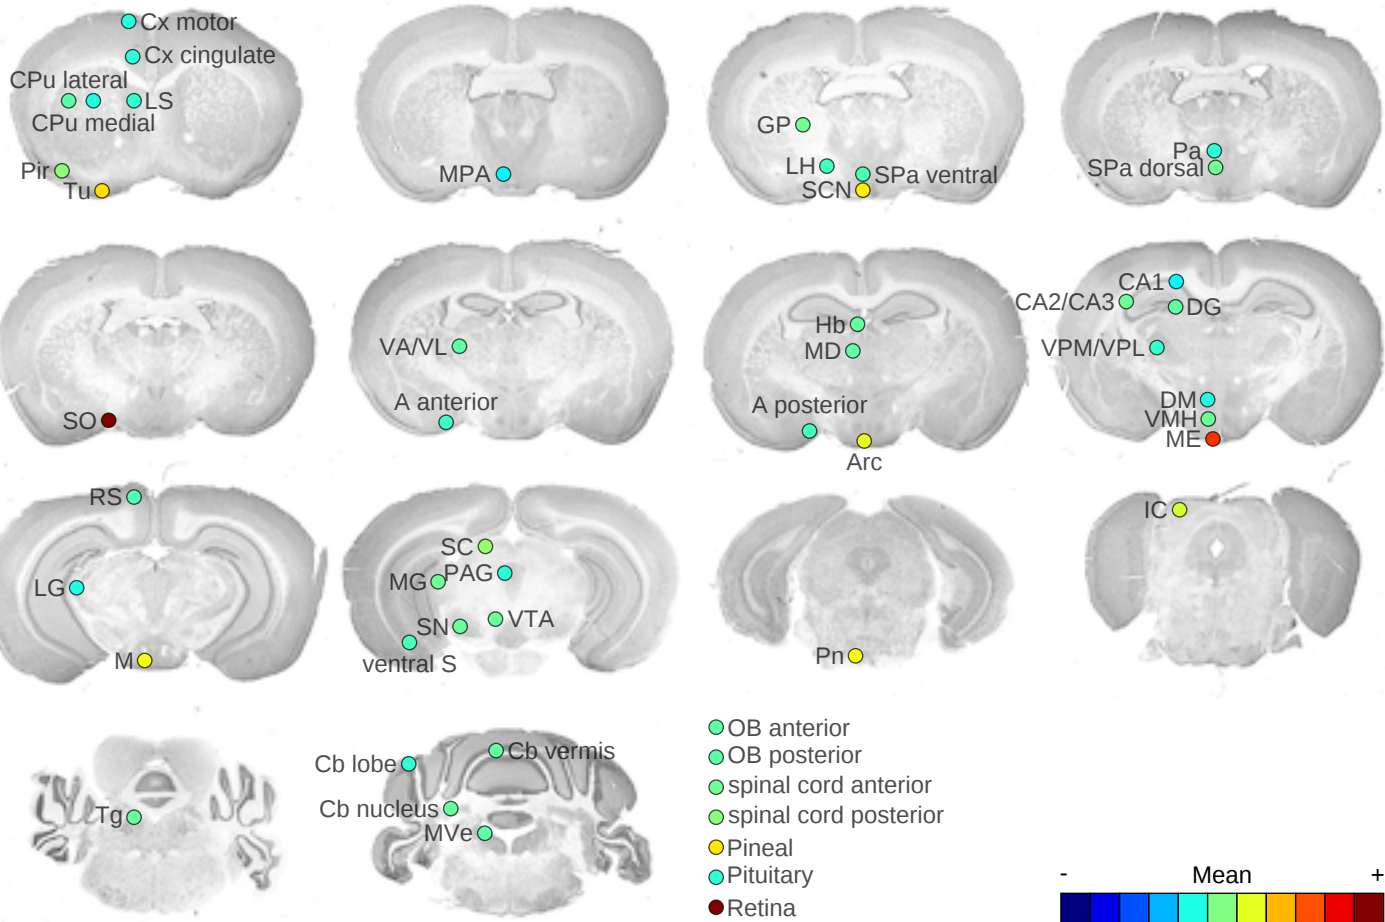 Cx motor
Cx cingulate
CPu lateral
LS
CPu medial
Pir
Tu
MPA
GP
LH
SPa ventral
SCN
Pa
SPa dorsal
SO
VA/VL
A anterior
Hb
MD
A posterior
Arc
CA1
CA2/CA3
DG
VPM/VPL
DM
VMH
ME
RS
LG
M
SC
MG
PAG
SN
VTA
ventral S
Pn
IC
Tg
Cb lobe
Cb vermis
Cb nucleus
MVe
OB anterior
OB posterior
spinal cord anterior
spinal cord posterior
Pineal
Pituitary
Retina
- Mean +